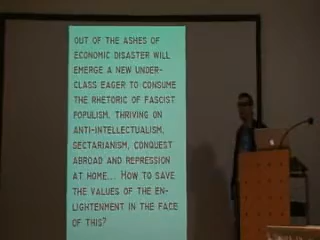 OUT OF THE ASHES OF
ECONOMIC DISASTER WILL
EMERGE A NEW UNDER-
CLASS EAGER TO CONSUME
THE RHETORIC OF FASCIST
POPULISM. THRIVING ON
ANTI-INTELLECTUALISM,
SECTARIANISM, CONQUEST
ABROAD AND REPRESSION
AT HOME... HOW TO SAVE
THE VALUES OF THE EN-
LIGHTENMENT IN THE FACE
OF THIS?